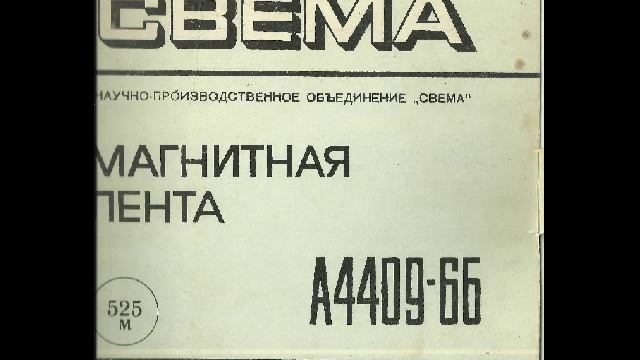 СВЕМА
НАУЧНО-ПРОИЗВОДСТВЕННОЕ ОБЪЕДИНЕНИЕ „СВЕМА"
МАГНИТНАЯ
ЛЕНТА
А4409-6Б
525
М